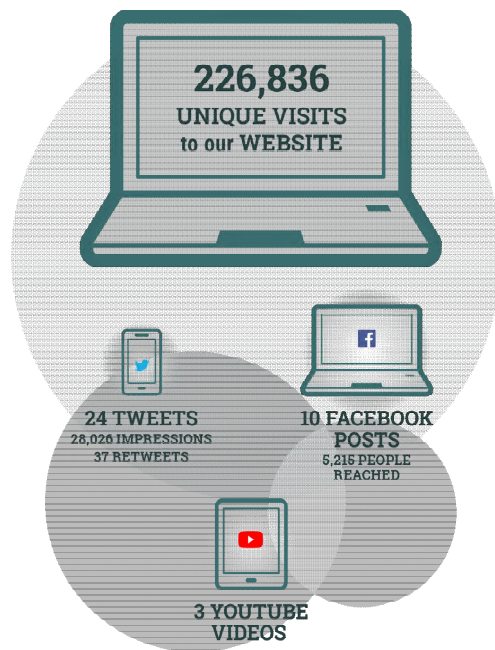 226,836
UNIQUE VISITS
to our WEBSITE
24 TWEETS
28,026 IMPRESSIONS
37 RETWEETS
10 FACEBOOK
POSTS
5,215 PEOPLE
REACHED
3 YOUTUBE
VIDEOS